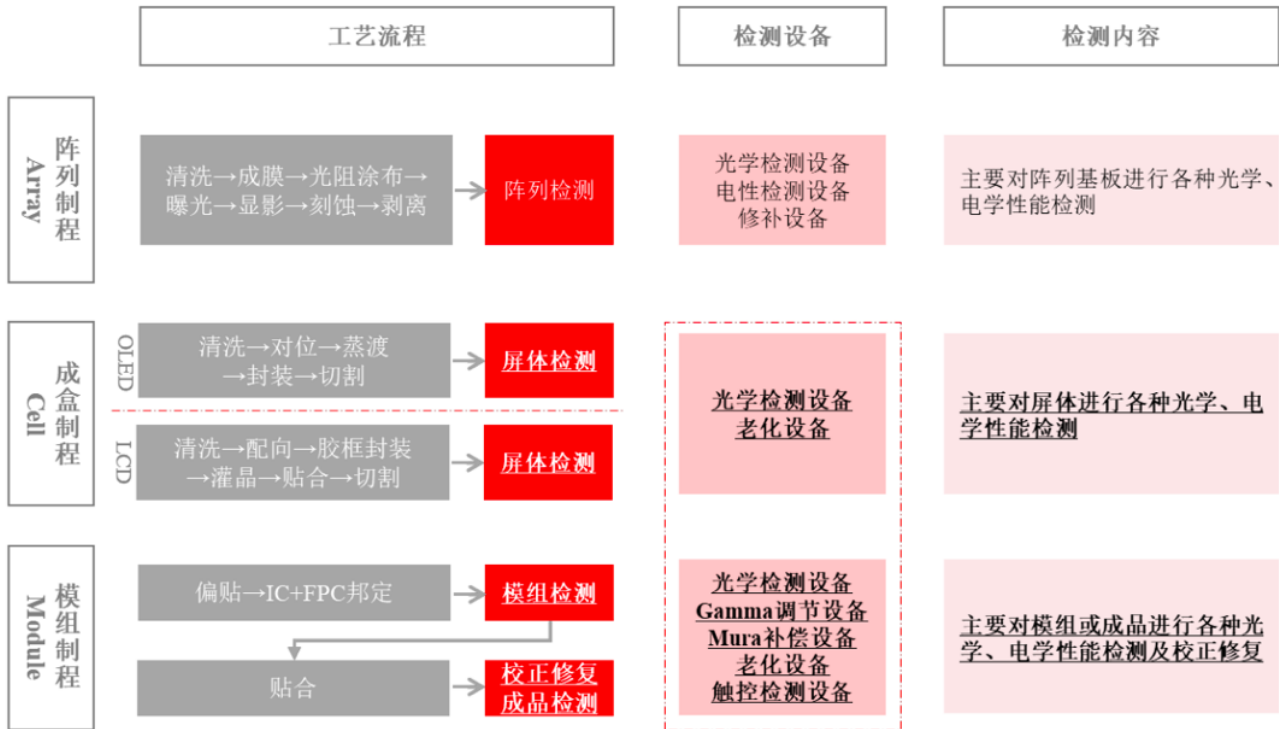 工艺流程
检测设备
检测内容
阵列制程
Array
清洗→成膜→光阻涂布→
曝光→显影→刻蚀→剥离
阵列检测
光学检测设备
电性检测设备
修补设备
主要对阵列基板进行各种光学、
电学性能检测
成盒制程
Cell
OLED
清洗→对位→蒸渡
→封装→切割
屏体检测
LCD
清洗→配向→胶框封装
→灌晶→贴合→切割
屏体检测
光学检测设备
老化设备
主要对屏体进行各种光学、电
学性能检测
模组制程
Module
偏贴→IC+FPC邦定
模组检测
贴合
校正修复
成品检测
光学检测设备
Gamma调节设备
Mura补偿设备
老化设备
触控检测设备
主要对模组或成品进行各种光
学、电学性能检测及校正修复